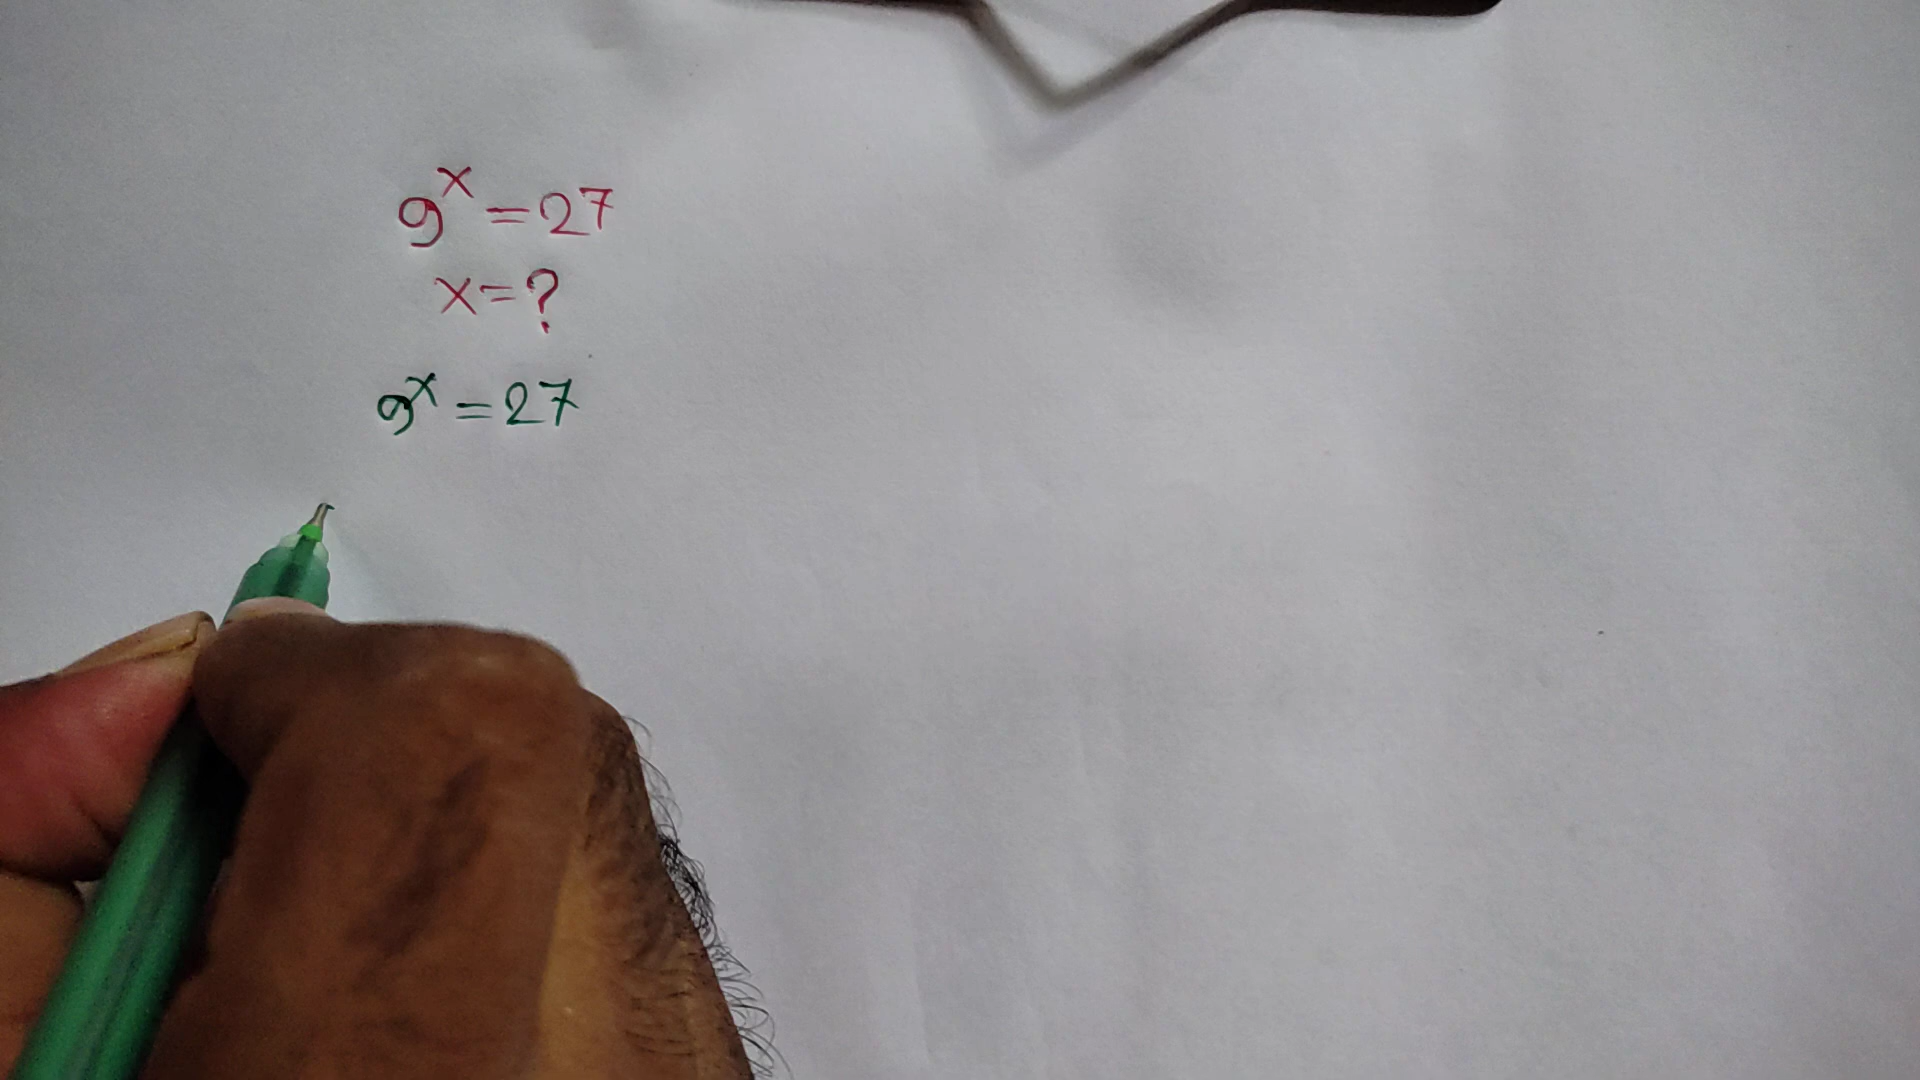 9^x = 27
x = ?
9^x = 27